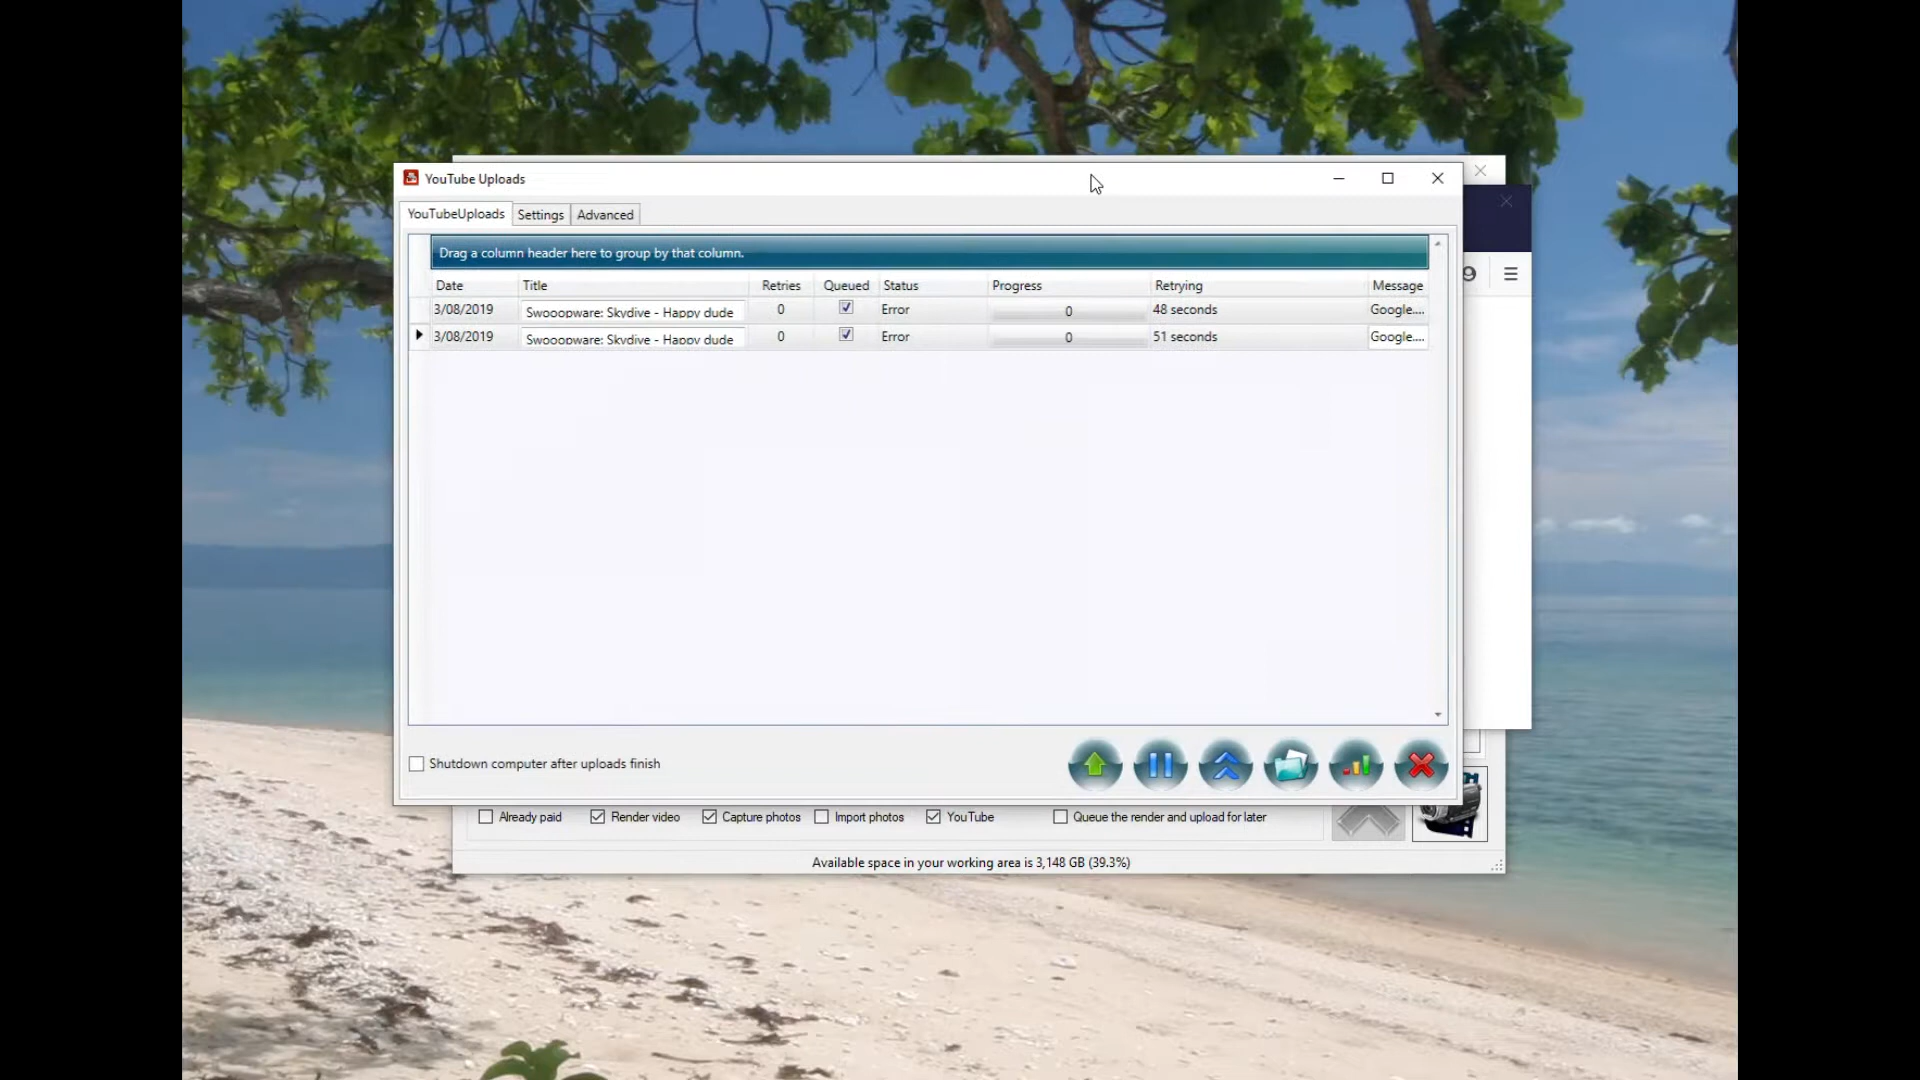 YouTube Uploads
YouTubeUploads Settings Advanced
Drag a column header here to group by that column.
Date Title Retries Queued Status Progress Retrying Message
3/08/2019 Swooopware: Skydive - Happy dude 0 Error 0 48 seconds Google....
3/08/2019 Swooopware: Skydive - Happy dude 0 Error 0 51 seconds Google....
Shutdown computer after uploads finish
Already paid Render video Capture photos Import photos YouTube Queue the render and upload for later
Available space in your working area is 3,148 GB (39.3%)